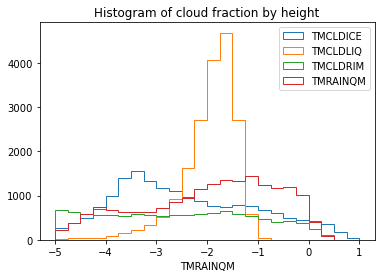 Histogram of cloud fraction by height
TMCLDICE
TMCLDLIQ
TMCLDRIM
TMRAINQM
4000
3000
2000
1000
0
−5
−4
−3
−2
−1
0
1
TMRAINQM